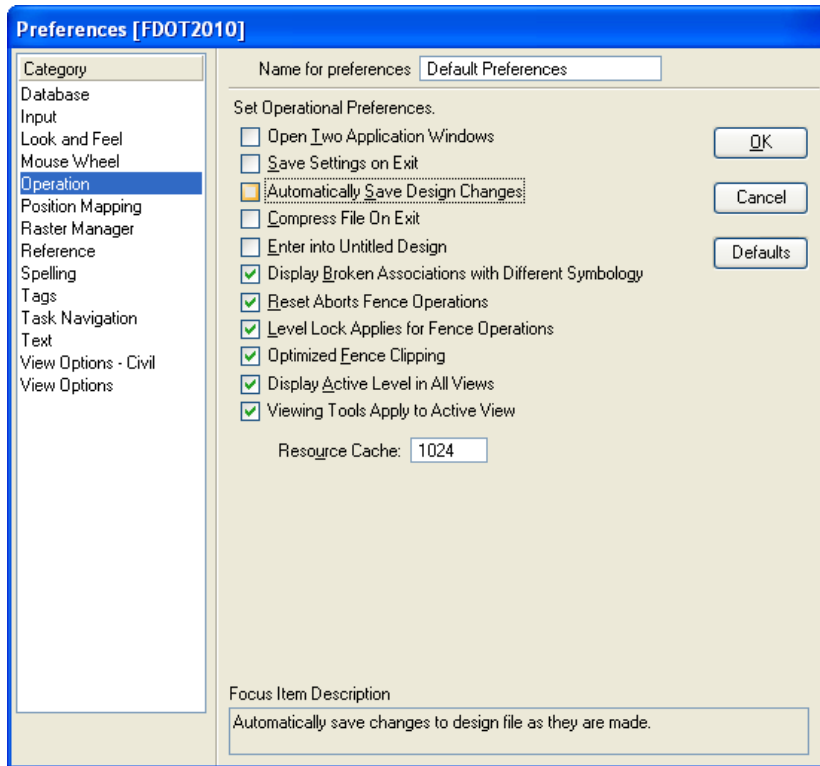 Preferences [FDOT2010]
Category
Database
Input
Look and Feel
Mouse Wheel
Operation
Position Mapping
Raster Manager
Reference
Spelling
Tags
Task Navigation
Text
View Options - Civil
View Options
Name for preferences Default Preferences
Set Operational Preferences.
Open Two Application Windows
Save Settings on Exit
Automatically Save Design Changes
Compress File On Exit
Enter into Untitled Design
Display Broken Associations with Different Symbology
Reset Aborts Fence Operations
Level Lock Applies for Fence Operations
Optimized Fence Clipping
Display Active Level in All Views
Viewing Tools Apply to Active View
Resource Cache: 1024
OK
Cancel
Defaults
Focus Item Description
Automatically save changes to design file as they are made.